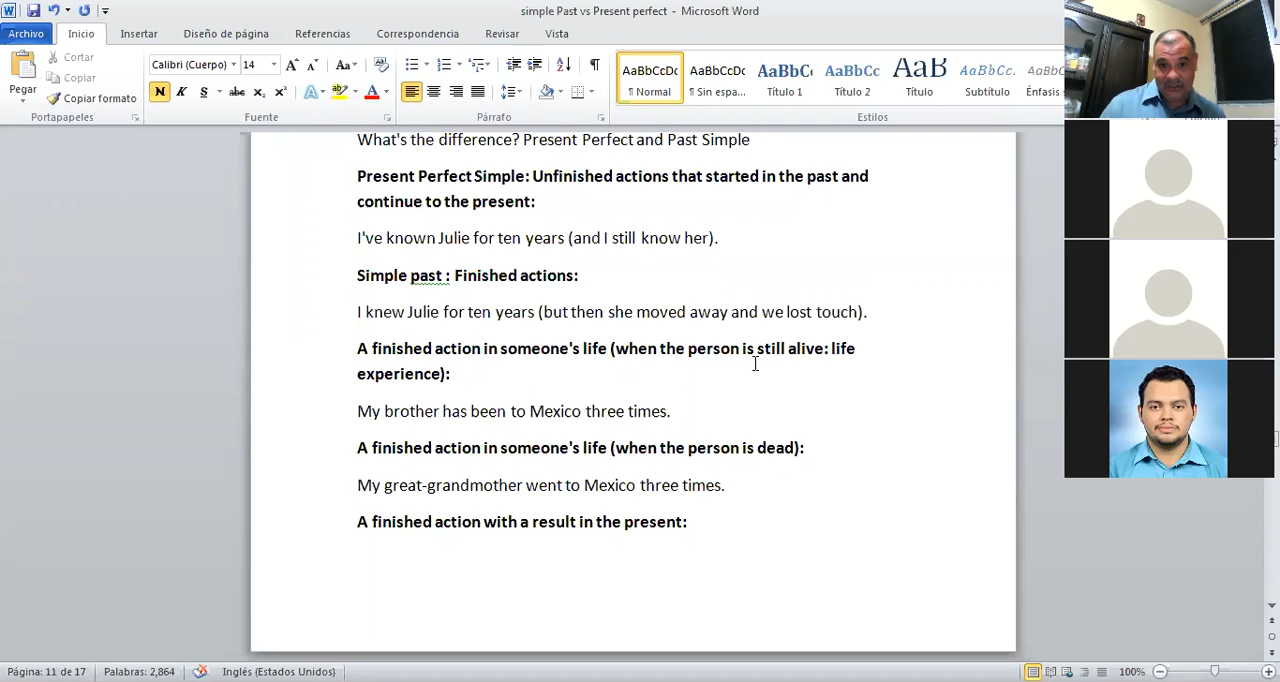 simple Past vs Present perfect - Microsoft Word
Archivo Inicio Insertar Diseño de página Referencias Correspondencia Revisar Vista
Pegar
Cortar
Copiar
Copiar formato
Portapapeles
Calibri (Cuerpo) 14 Aa
N K S abc x₂ x² A ab A
Fuente
Párrafo
AaBbCcDc AaBbCcDc AaBbC AaBbCc AaB AaBbCc. AaBbCc
¶ Normal ¶ Sin espa... Título 1 Título 2 Título Subtítulo Énfasis
Estilos
What's the difference? Present Perfect and Past Simple
Present Perfect Simple: Unfinished actions that started in the past and
continue to the present:
I've known Julie for ten years (and I still know her).
Simple past : Finished actions:
I knew Julie for ten years (but then she moved away and we lost touch).
A finished action in someone's life (when the person is still alive: life
experience):
My brother has been to Mexico three times.
A finished action in someone's life (when the person is dead):
My great-grandmother went to Mexico three times.
A finished action with a result in the present:
Página: 11 de 17 Palabras: 2,864 Inglés (Estados Unidos) 100%